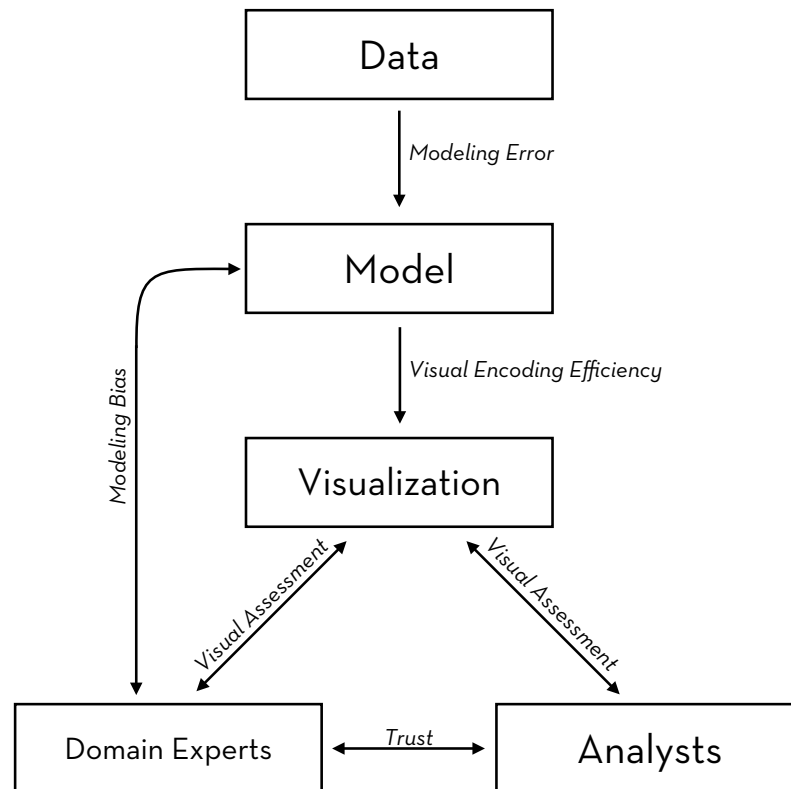 Data
Modeling Error
Model
Visual Encoding Efficiency
Modeling Bias
Visualization
Visual Assessment
Visual Assessment
Domain Experts
Trust
Analysts